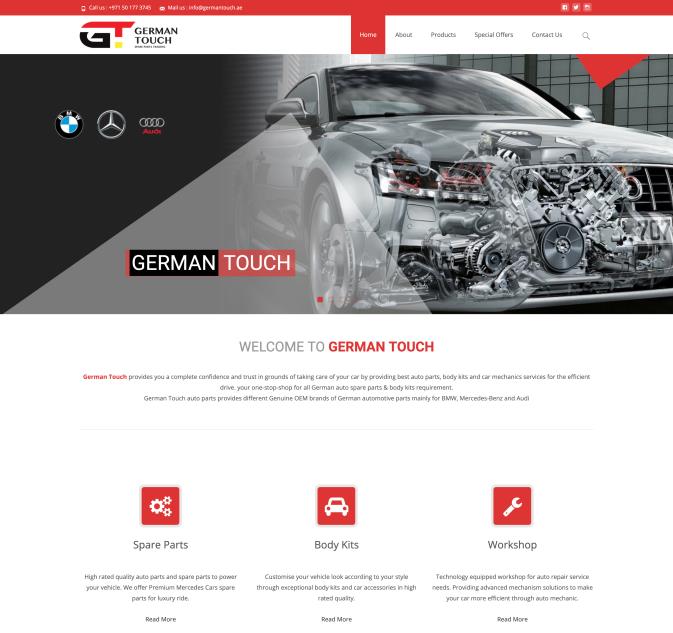 Call us : +971 50 177 3745 Mail us : info@germantouch.ae
GERMAN
TOUCH
SPARE PARTS TRADING
Home About Products Special Offers Contact Us
BMW
Audi
GERMAN TOUCH
WELCOME TO GERMAN TOUCH
German Touch provides you a complete confidence and trust in grounds of taking care of your car by providing best auto parts, body kits and car mechanics services for the efficient
drive. your one-stop-shop for all German auto spare parts & body kits requirement.
German Touch auto parts provides different Genuine OEM brands of German automotive parts mainly for BMW, Mercedes-Benz and Audi
Spare Parts
Body Kits
Workshop
High rated quality auto parts and spare parts to power
your vehicle. We offer Premium Mercedes Cars spare
parts for luxury ride.
Read More
Customise your vehicle look according to your style
through exceptional body kits and car accessories in high
rated quality.
Read More
Technology equipped workshop for auto repair service
needs. Providing advanced mechanism solutions to make
your car more efficient through auto mechanic.
Read More